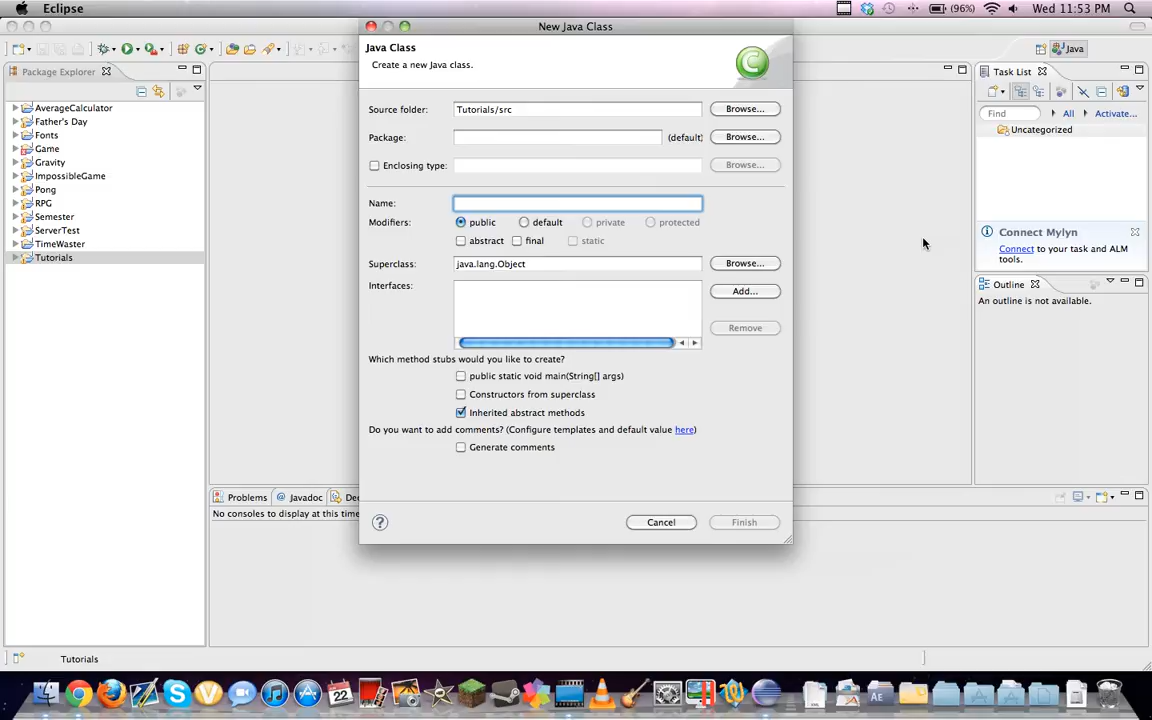 Eclipse
(96%)
Wed 11:53 PM
New Java Class
Java
Package Explorer
AverageCalculator
Father's Day
Fonts
Game
Gravity
ImpossibleGame
Pong
RPG
Semester
ServerTest
TimeWaster
Tutorials
Java Class
Create a new Java class.
Source folder: Tutorials/src Browse...
Package: (default) Browse...
Enclosing type: Browse...
Name:
Modifiers: public default private protected
abstract final static
Superclass: java.lang.Object Browse...
Interfaces: Add...
Remove
Which method stubs would you like to create?
public static void main(String[] args)
Constructors from superclass
Inherited abstract methods
Do you want to add comments? (Configure templates and default value here)
Generate comments
? Cancel Finish
Task List
Find All Activate...
Uncategorized
Connect Mylyn
Connect to your task and ALM
tools.
Outline
An outline is not available.
Problems @ Javadoc
No consoles to display at this time
Tutorials
22
AE